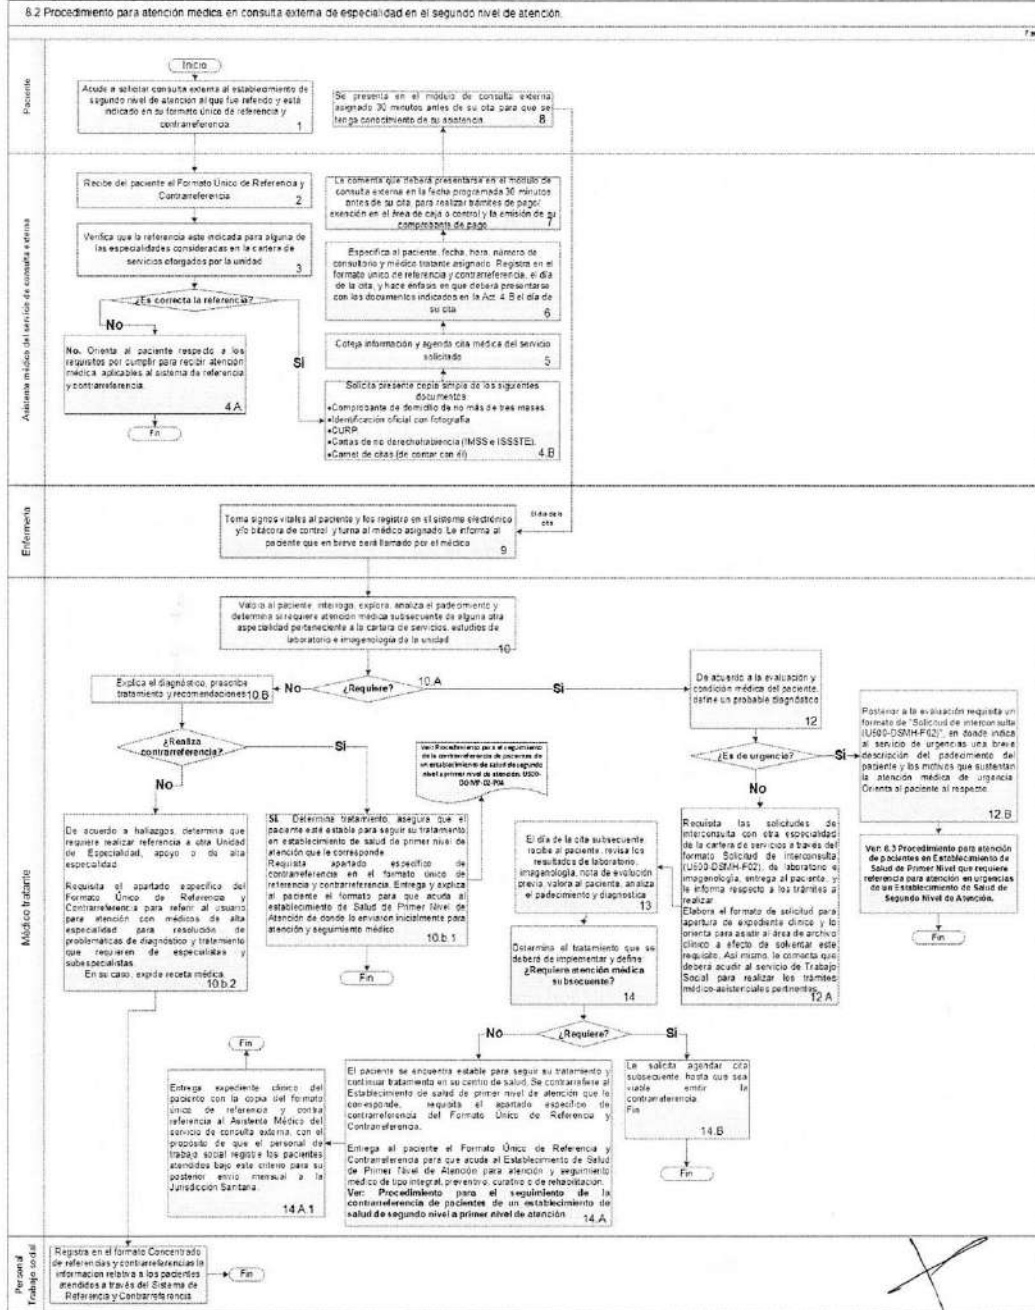 8.2 Procedimiento para atención médica en consulta externa de especialidad en el segundo nivel de atención.
Paciente
Inicio
Acude a solicitar consulta externa al establecimiento de
segundo nivel de atención al que fue referido y está
indicado en su formato único de referencia y
contrarreferencia.
1
Se presenta en el módulo de consulta externa
asignado 30 minutos antes de su cita para que se
tenga conocimiento de su asistencia.
8
Asistente médico del servicio de consulta externa
Recibe del paciente el Formato Único de Referencia y
Contrarreferencia
2
Verifica que la referencia este indicada para alguna de
las especialidades consideradas en la cartera de
servicios otorgados por la unidad
3
¿Es correcta la referencia?
No
Si
No. Orienta al paciente respecto a los
requisitos por cumplir para recibir atención
médica, aplicables al sistema de referencia
y contrarreferencia.
4.A
Fin
Le comenta que deberá presentarse en el módulo de
consulta externa en la fecha programada 30 minutos
antes de su cita, para realizar trámites de pago/
exención en el área de caja o control y la emisión de su
comprobante de pago
7
Especifica al paciente, fecha, hora, número de
consultorio y médico tratante asignado. Registra en el
formato único de referencia y contrarreferencia, el día
de la cita, y hace énfasis en que deberá presentarse
con los documentos indicados en la Act. 4.B el día de
su cita
6
Coteja información y agenda cita médica del servicio
solicitado
5
Solicita presente copia simple de los siguientes
documentos:
•Comprobante de domicilio de no más de tres meses.
•Identificación oficial con fotografía
•CURP.
•Cartas de no derechohabiencia (IMSS e ISSSTE).
•Carnet de citas (de contar con él)
4.B
Enfermería
El día de la
cita
Toma signos vitales al paciente y los registra en el sistema electrónico
y/o bitácora de control y turna al médico asignado. Le informa al
paciente que en breve será llamado por el médico
9
Médico tratante
Valora al paciente, interroga, explora, analiza el padecimiento y
determina si requiere atención médica subsecuente de alguna otra
especialidad perteneciente a la cartera de servicios, estudios de
laboratorio e imagenología de la unidad
10
¿Requiere?
10.A
No
Si
Explica el diagnóstico, prescribe
tratamiento y recomendaciones
10.B
¿Realiza
contrarreferencia?
Si
No
De acuerdo a hallazgos, determina que
requiere realizar referencia a otra Unidad
de Especialidad, apoyo o de alta
especialidad.
Requisita el apartado específico del
Formato Único de Referencia y
Contrarreferencia para referir al usuario
para atención con médicos de alta
especialidad para resolución de
problemáticas de diagnóstico y tratamiento
que requieren de especialistas y
subespecialistas.
En su caso, expide receta médica.
10.b.2
Ver: Procedimiento para el seguimiento
de la contrarreferencia de pacientes de
un establecimiento de salud de segundo
nivel a primer nivel de atención.
SI. Determina tratamiento, asegura que el
paciente esté estable para seguir su tratamiento
en establecimiento de salud de primer nivel de
atención que le corresponde.
Requisita apartado específico de
contrarreferencia en el formato único de
referencia y contrarreferencia. Entrega y explica
al paciente el formato para que acuda al
establecimiento de Salud de Primer Nivel de
Atención de donde lo enviaron inicialmente para
atención y seguimiento médico
10.b.1
Fin
De acuerdo a la evaluación y
condición médica del paciente,
define un probable diagnóstico
12
¿Es de urgencia?
Si
No
Posterior a la evaluación requisita un
formato de "Solicitud de interconsulta
(U500-DSMH-F02)", en donde indica
al servicio de urgencias una breve
descripción del padecimiento del
paciente y los motivos que sustentan
la atención médica de urgencia.
Orienta al paciente al respecto.
12.B
Ver: 8.3 Procedimiento para atención
de pacientes en Establecimiento de
Salud de Primer Nivel que requiere
referencia para atención en urgencias
de un Establecimiento de Salud de
Segundo Nivel de Atención.
Fin
Requisita las solicitudes de
interconsulta con otra especialidad
de la cartera de servicios a través del
formato Solicitud de interconsulta,
(U500-DSMH-F02), de laboratorio e
imagenología, entrega al paciente, y
le informa respecto a los trámites a
realizar.
Elabora el formato de solicitud para
apertura de expediente clínico y lo
orienta para asistir al área de archivo
clínico a efecto de solventar este
requisito. Así mismo, le comenta que
deberá acudir al servicio de Trabajo
Social para realizar los trámites
médico-asistenciales pertinentes.
12.A
El día de la cita subsecuente
recibe al paciente, revisa los
resultados de laboratorio,
imagenología, nota de evolución
previa, valora al paciente, analiza
el padecimiento y diagnostica
13
Determina el tratamiento que se
deberá de implementar y define:
¿Requiere atención médica
subsecuente?
14
¿Requiere?
No
Si
Le solicita agendar cita
subsecuente, hasta que sea
viable emitir la
contrarreferencia.
Fin
14.B
Fin
El paciente se encuentra estable para seguir su tratamiento y
continuar tratamiento en su centro de salud. Se contrarrefiere al
Establecimiento de salud de primer nivel de atención que le
corresponde, requisita el apartado específico de
contrarreferencia del Formato Único de Referencia y
Contrarreferencia.
Entrega al paciente el Formato Único de Referencia y
Contrarreferencia para que acuda al Establecimiento de Salud
de Primer Nivel de Atención para atención y seguimiento
médico de tipo integral, preventivo, curativo o de rehabilitación.
Ver: Procedimiento para el seguimiento de la
contrarreferencia de pacientes de un establecimiento de
salud de segundo nivel a primer nivel de atención
14.A
Fin
Entrega expediente clínico del
paciente con la copia del formato
único de referencia y contra
referencia al Asistente Médico del
servicio de consulta externa, con el
propósito de que el personal de
trabajo social registre los pacientes
atendidos bajo este criterio para su
posterior envío mensual a la
Jurisdicción Sanitaria.
14.A.1
Personal
Trabajo social
Registra en el formato Concentrado
de referencias y contrarreferencias la
información relativa a los pacientes
atendidos a través del Sistema de
Referencia y Contrarreferencia
Fin